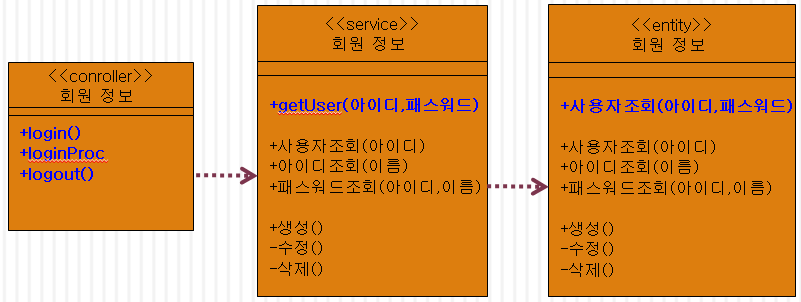 <<conroller>>
회원 정보
+login()
+loginProc
+logout()
<<service>>
회원 정보
+getUser(아이디,패스워드)
+사용자조회(아이디)
+아이디조회(이름)
+패스워드조회(아이디,이름)
+생성()
-수정()
-삭제()
<<entity>>
회원 정보
+사용자조회(아이디,패스워드)
+사용자조회(아이디)
+아이디조회(이름)
+패스워드조회(아이디,이름)
+생성()
-수정()
-삭제()